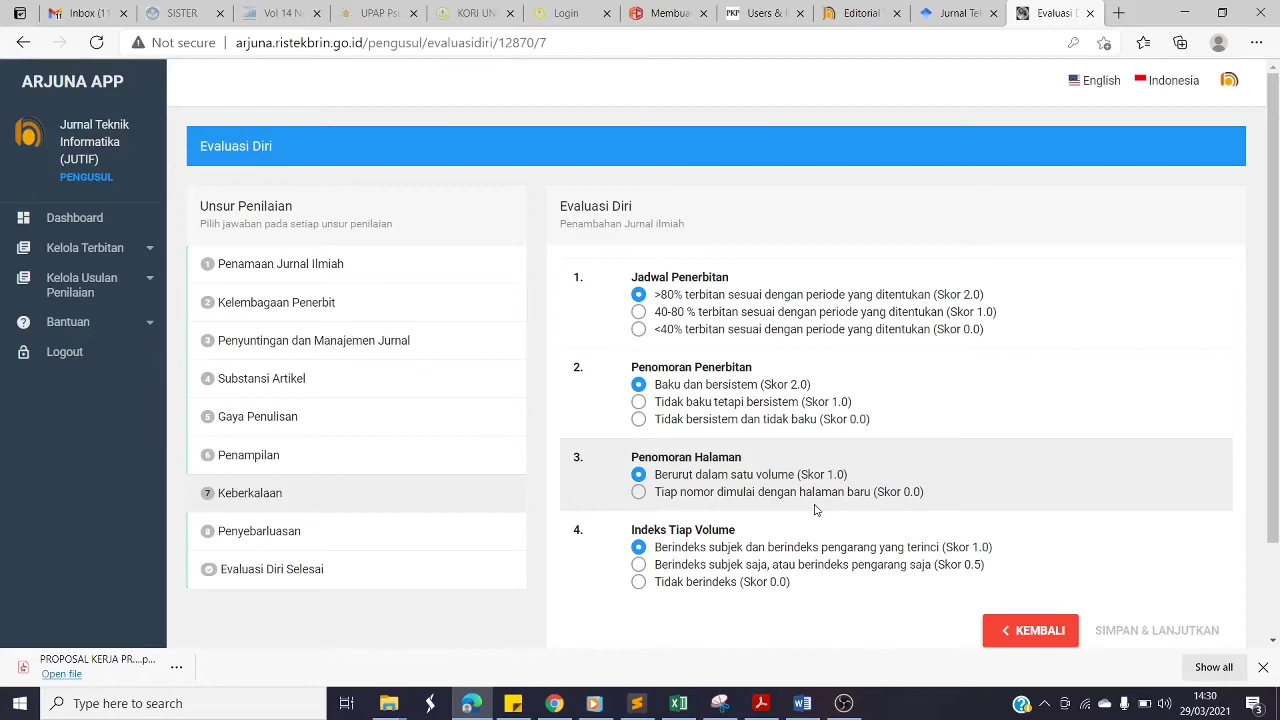 Inbox (1
SISTER
Vol 14 N
UPAP Po
KORI UN
Login
Membua
Users & E
Editorial
Jurnal Te
Evaluasi D
Not secure
arjuna.ristekbrin.go.id/pengusul/evaluasidiri/12870/7
ARJUNA APP
English
Indonesia
Jurnal Teknik
Informatika
(JUTIF)
PENGUSUL
Dashboard
Kelola Terbitan
Kelola Usulan
Penilaian
Bantuan
Logout
Evaluasi Diri
Unsur Penilaian
Pilih jawaban pada setiap unsur penilaian
1 Penamaan Jurnal Ilmiah
2 Kelembagaan Penerbit
3 Penyuntingan dan Manajemen Jurnal
4 Substansi Artikel
5 Gaya Penulisan
6 Penampilan
7 Keberkalaan
8 Penyebarluasan
Evaluasi Diri Selesai
Evaluasi Diri
Penambahan Jurnal ilmiah
1. Jadwal Penerbitan
>80% terbitan sesuai dengan periode yang ditentukan (Skor 2.0)
40-80 % terbitan sesuai dengan periode yang ditentukan (Skor 1.0)
<40% terbitan sesuai dengan periode yang ditentukan (Skor 0.0)
2. Penomoran Penerbitan
Baku dan bersistem (Skor 2.0)
Tidak baku tetapi bersistem (Skor 1.0)
Tidak bersistem dan tidak baku (Skor 0.0)
3. Penomoran Halaman
Berurut dalam satu volume (Skor 1.0)
Tiap nomor dimulai dengan halaman baru (Skor 0.0)
4. Indeks Tiap Volume
Berindeks subjek dan berindeks pengarang yang terinci (Skor 1.0)
Berindeks subjek saja, atau berindeks pengarang saja (Skor 0.5)
Tidak berindeks (Skor 0.0)
KEMBALI
SIMPAN & LANJUTKAN
PROPOSAL KERJA PR....p...
Open file
Show all
Type here to search
14:30
29/03/2021
3